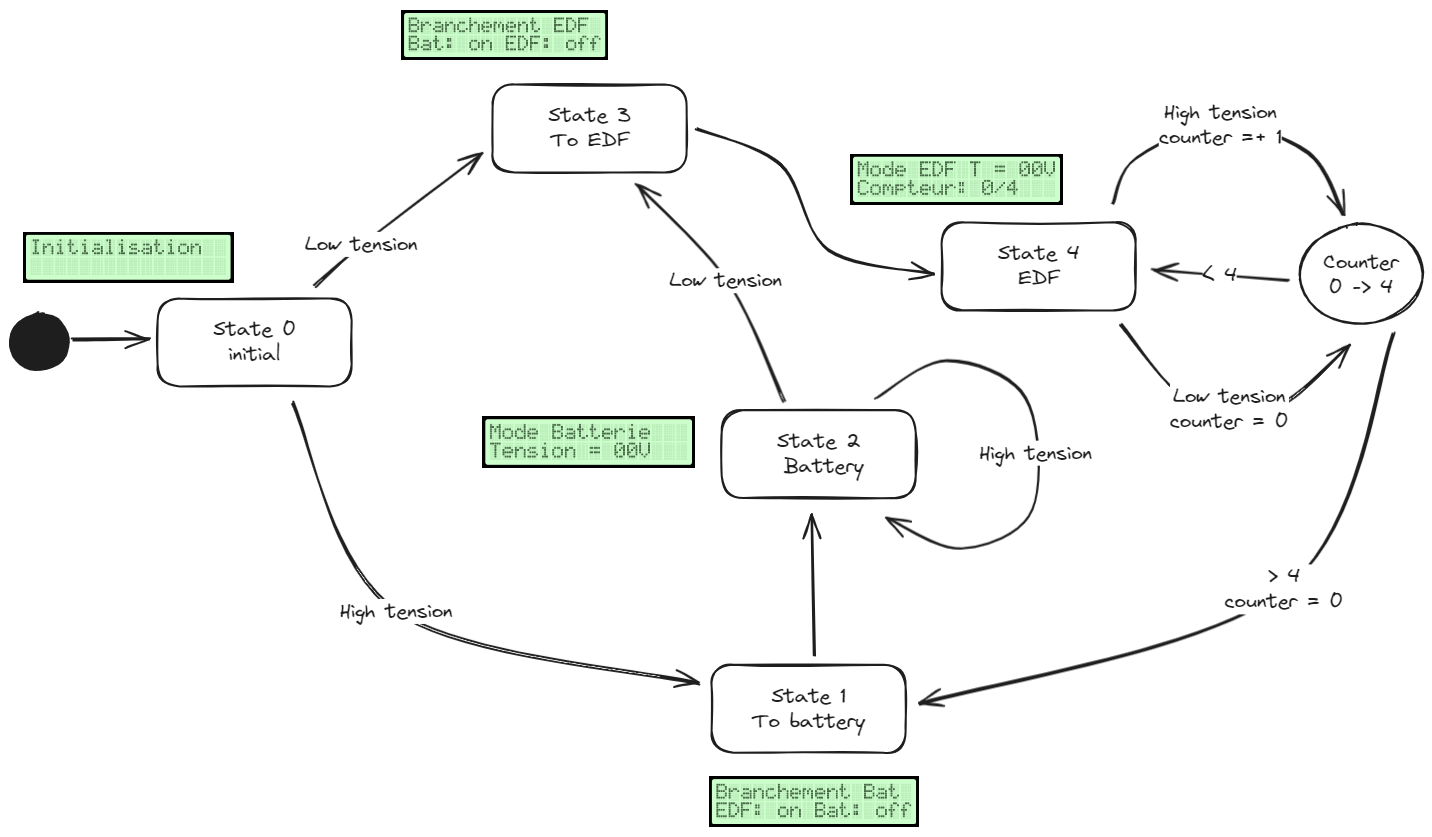 Branchement EDF
Bat: on EDF: off
State 3
To EDF
High tension
counter =+ 1
Mode EDF T = 00V
Compteur: 0/4
Initialisation
Low tension
State 4
EDF
Counter
0 -> 4
< 4
Low tension
State 0
initial
Low tension
counter = 0
Mode Batterie
Tension = 00V
State 2
Battery
High tension
> 4
counter = 0
High tension
State 1
To battery
Branchement Bat
EDF: on Bat: off